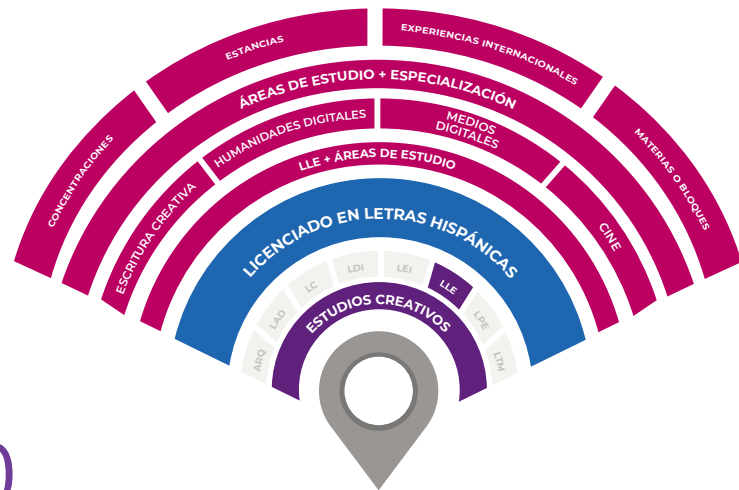 CONCENTRACIONES
ESTANCIAS
EXPERIENCIAS INTERNACIONALES
MATERIAS O BLOQUES
ÁREAS DE ESTUDIO + ESPECIALIZACIÓN
ESCRITURA CREATIVA
HUMANIDADES DIGITALES
MEDIOS
DIGITALES
CINE
LLE + ÁREAS DE ESTUDIO
LICENCIADO EN LETRAS HISPÁNICAS
ARQ
LAD
LC
LDI
LEI
LLE
LPE
LTM
ESTUDIOS CREATIVOS